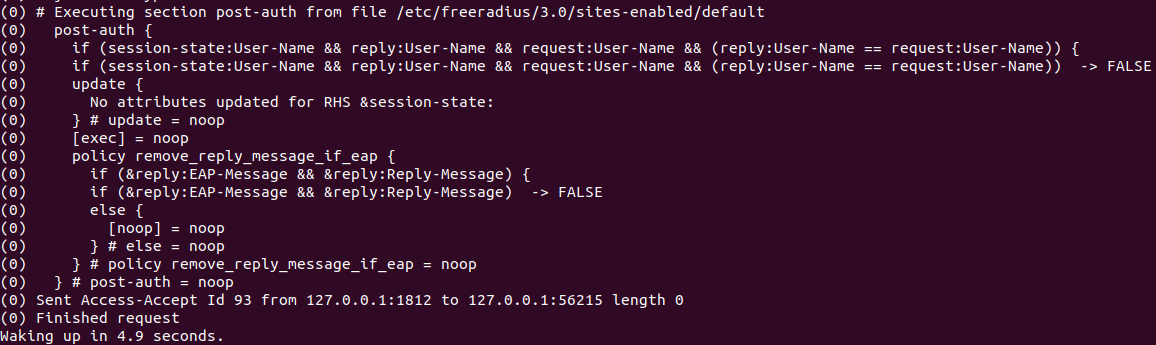 (0) # Executing section post-auth from file /etc/freeradius/3.0/sites-enabled/default
(0)   post-auth {
(0)     if (session-state:User-Name && reply:User-Name && request:User-Name && (reply:User-Name == request:User-Name)) {
(0)     if (session-state:User-Name && reply:User-Name && request:User-Name && (reply:User-Name == request:User-Name))  -> FALSE
(0)     update {
(0)       No attributes updated for RHS &session-state:
(0)     } # update = noop
(0)     [exec] = noop
(0)     policy remove_reply_message_if_eap {
(0)       if (&reply:EAP-Message && &reply:Reply-Message) {
(0)       if (&reply:EAP-Message && &reply:Reply-Message)  -> FALSE
(0)       else {
(0)         [noop] = noop
(0)       } # else = noop
(0)     } # policy remove_reply_message_if_eap = noop
(0)   } # post-auth = noop
(0) Sent Access-Accept Id 93 from 127.0.0.1:1812 to 127.0.0.1:56215 length 0
(0) Finished request
Waking up in 4.9 seconds.